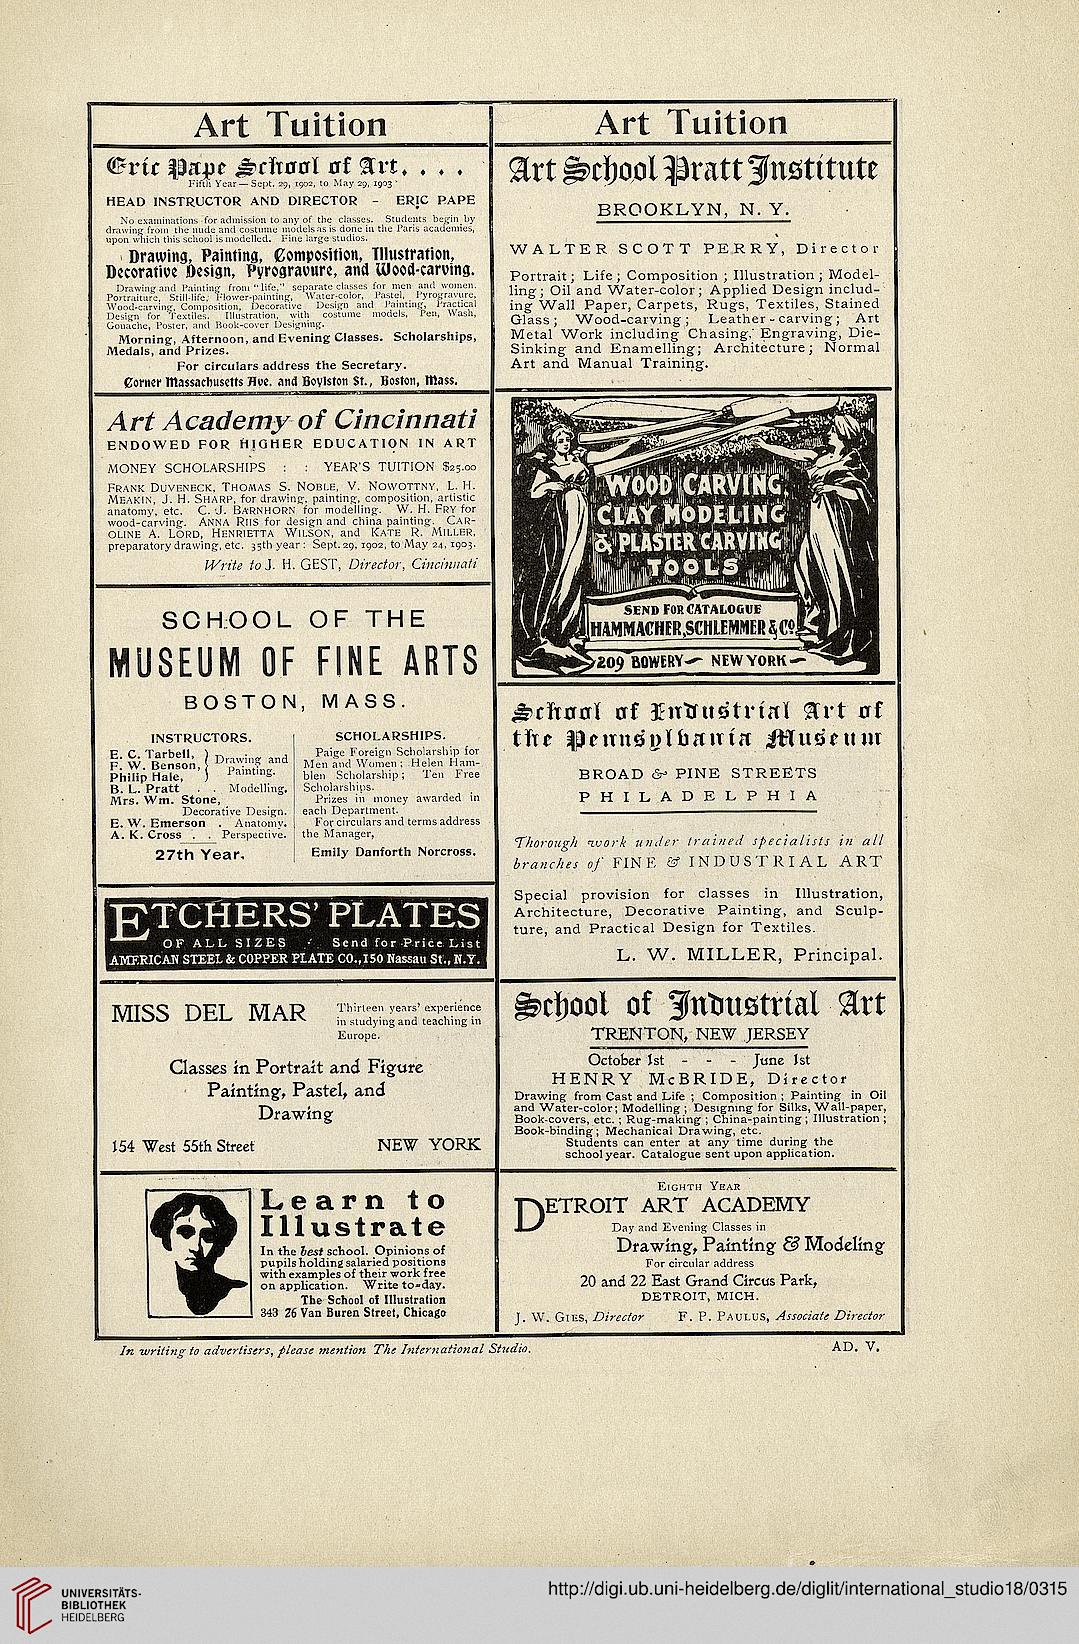 Art Tuition
Eric Pape School of Art. . . .
Fifth Year — Sept. 29, 1902, to May 29, 1903
HEAD INSTRUCTOR AND DIRECTOR – ERIC PAPE
No examinations for admission to any of the classes. Students begin by
drawing from the nude and costume models as is done in the Paris academies,
upon which this school is modelled. Fine large studios.
Drawing, Painting, Composition, Illustration,
Decorative Design, Pyrogravure, and Wood-carving.
Drawing and Painting from "life," separate classes for men and women.
Portraiture, Still-life, Flower-painting, Water-color, Pastel, Pyrogravure,
Wood-carving, Composition, Decorative Design and Painting, Practical
Design for Textiles. Illustration, with costume models, Pen, Wash,
Gouache, Poster, and Book-cover Designing.
Morning, Afternoon, and Evening Classes. Scholarships,
Medals, and Prizes.
For circulars address the Secretary.
Corner Massachusetts Ave. and Boylston St., Boston, Mass.
Art Academy of Cincinnati
ENDOWED FOR HIGHER EDUCATION IN ART
MONEY SCHOLARSHIPS : : YEAR'S TUITION $25.00
FRANK DUVENECK, THOMAS S. NOBLE, V. NOWOTTNY, L. H.
MEAKIN, J. H. SHARP, for drawing, painting, composition, artistic
anatomy, etc. C. J. BARNHORN for modelling. W. H. FRY for
wood-carving. ANNA RIIS for design and china painting. CAR-
OLINE A. LORD, HENRIETTA WILSON, and KATE R. MILLER,
preparatory drawing, etc. 35th year: Sept. 29, 1902, to May 24, 1903.
Write to J. H. GEST, Director, Cincinnati
SCHOOL OF THE
MUSEUM OF FINE ARTS
BOSTON, MASS.
INSTRUCTORS.
E. C. Tarbell,
F. W. Benson,
Philip Hale,
Drawing and
Painting.
B. L. Pratt . . Modelling.
Mrs. Wm. Stone,
Decorative Design.
E. W. Emerson . Anatomy.
A. K. Cross . . Perspective.
27th Year.
SCHOLARSHIPS.
Paige Foreign Scholarship for
Men and Women; Helen Ham-
blen Scholarship; Ten Free
Scholarships.
Prizes in money awarded in
each Department.
For circulars and terms address
the Manager,
Emily Danforth Norcross.
ETCHERS' PLATES
OF ALL SIZES Send for Price List
AMERICAN STEEL & COPPER PLATE CO., 150 Nassau St., N.Y.
MISS DEL MAR
Thirteen years' experience
in studying and teaching in
Europe.
Classes in Portrait and Figure
Painting, Pastel, and
Drawing
154 West 55th Street NEW YORK
Learn to
Illustrate
In the best school. Opinions of
pupils holding salaried positions
with examples of their work free
on application. Write to-day.
The School of Illustration
343 26 Van Buren Street, Chicago
Art Tuition
Art School Pratt Institute
BROOKLYN, N. Y.
WALTER SCOTT PERRY, Director
Portrait; Life; Composition; Illustration; Model-
ling; Oil and Water-color; Applied Design includ-
ing Wall Paper, Carpets, Rugs, Textiles, Stained
Glass; Wood-carving; Leather-carving; Art
Metal Work including Chasing, Engraving, Die-
Sinking and Enamelling; Architecture; Normal
Art and Manual Training.
WOOD CARVING
CLAY MODELING
& PLASTER CARVING
TOOLS
SEND FOR CATALOGUE
HAMMACHER, SCHLEMMER & Co.
209 BOWERY NEW YORK
School of Industrial Art of
the Pennsylvania Museum
BROAD & PINE STREETS
PHILADELPHIA
Thorough work under trained specialists in all
branches of FINE & INDUSTRIAL ART
Special provision for classes in Illustration,
Architecture, Decorative Painting, and Sculp-
ture, and Practical Design for Textiles.
L. W. MILLER, Principal.
School of Industrial Art
TRENTON, NEW JERSEY
October 1st - - - June 1st
HENRY McBRIDE, Director
Drawing from Cast and Life; Composition; Painting in Oil
and Water-color; Modelling; Designing for Silks, Wall-paper,
Book-covers, etc.; Rug-making; China-painting; Illustration;
Book-binding; Mechanical Drawing, etc.
Students can enter at any time during the
school year. Catalogue sent upon application.
EIGHTH YEAR
DETROIT ART ACADEMY
Day and Evening Classes in
Drawing, Painting & Modeling
For circular address
20 and 22 East Grand Circus Park,
DETROIT, MICH.
J. W. GIES, Director F. P. PAULUS, Associate Director
In writing to advertisers, please mention The International Studio.
AD. V.
UNIVERSITÄTS-
BIBLIOTHEK
HEIDELBERG
http://digi.ub.uni-heidelberg.de/diglit/international_studio18/0315